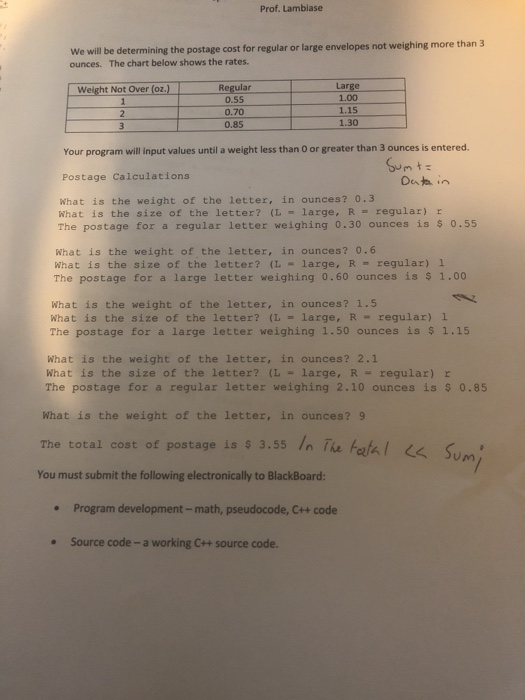 Prof. Lambiase
We will be determining the postage cost for regular or large envelopes not weighing more than 3
ounces. The chart below shows the rates.
Weight Not Over (oz.) Regular Large
1 0.55 1.00
2 0.70 1.15
3 0.85 1.30
Your program will input values until a weight less than 0 or greater than 3 ounces is entered.
Sum + =
Data in
Postage Calculations
What is the weight of the letter, in ounces? 0.3
What is the size of the letter? (L = large, R = regular) r
The postage for a regular letter weighing 0.30 ounces is $ 0.55
What is the weight of the letter, in ounces? 0.6
What is the size of the letter? (L = large, R = regular) l
The postage for a large letter weighing 0.60 ounces is $ 1.00
What is the weight of the letter, in ounces? 1.5
What is the size of the letter? (L = large, R = regular) l
The postage for a large letter weighing 1.50 ounces is $ 1.15
What is the weight of the letter, in ounces? 2.1
What is the size of the letter? (L = large, R = regular) r
The postage for a regular letter weighing 2.10 ounces is $ 0.85
What is the weight of the letter, in ounces? 9
The total cost of postage is $ 3.55 \n The total << Sum;
You must submit the following electronically to BlackBoard:
• Program development – math, pseudocode, C++ code
• Source code – a working C++ source code.